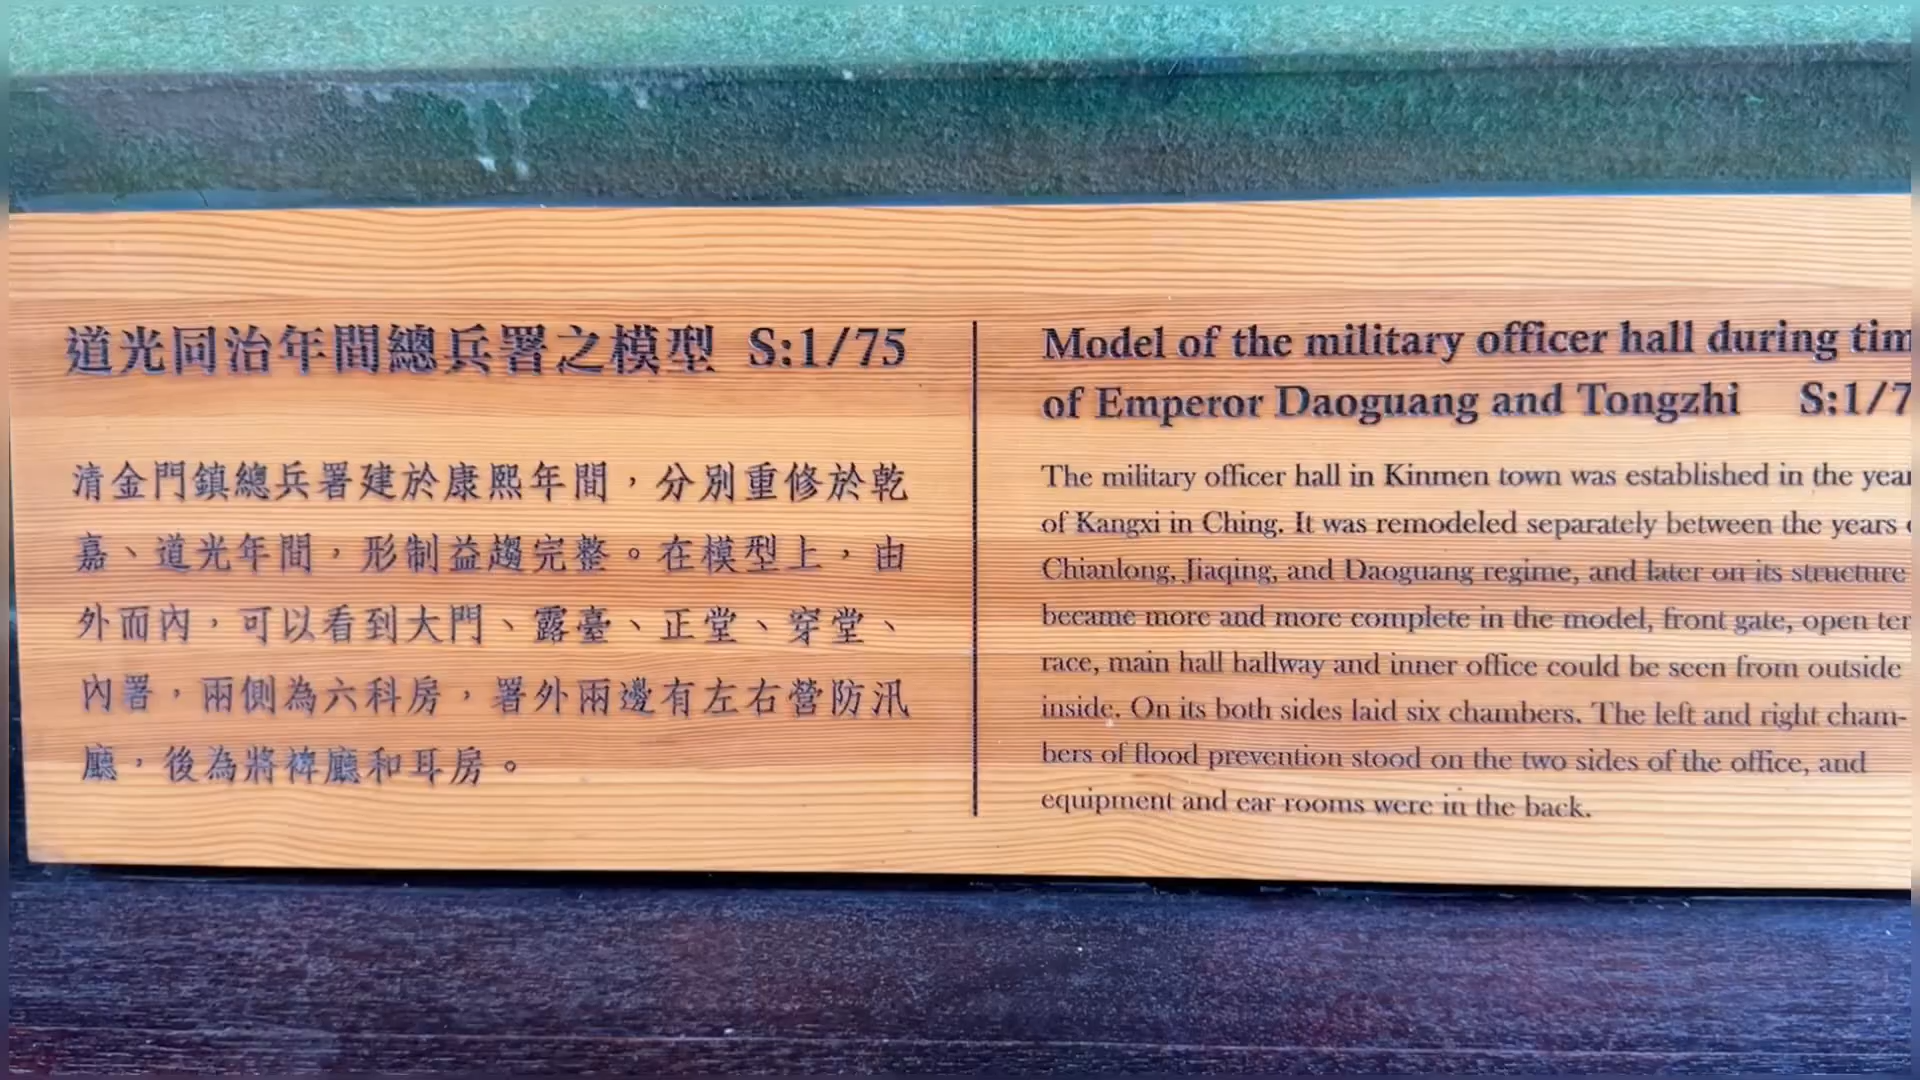 道光同治年間總兵署之模型 S:1/75
清金門鎮總兵署建於康熙年間，分別重修於乾
嘉、道光年間，形制益趨完整。在模型上，由
外而內，可以看到大門、露臺、正堂、穿堂、
內署，兩側為六科房，署外兩邊有左右營防汛
廳，後為將裨廳和耳房。
Model of the military officer hall during tim
of Emperor Daoguang and Tongzhi S:1/7
The military officer hall in Kinmen town was established in the year
of Kangxi in Ching. It was remodeled separately between the years
Chianlong, Jiaqing, and Daoguang regime, and later on its structure
became more and more complete in the model, front gate, open ter
race, main hall hallway and inner office could be seen from outside
inside. On its both sides laid six chambers. The left and right cham-
bers of flood prevention stood on the two sides of the office, and
equipment and ear rooms were in the back.